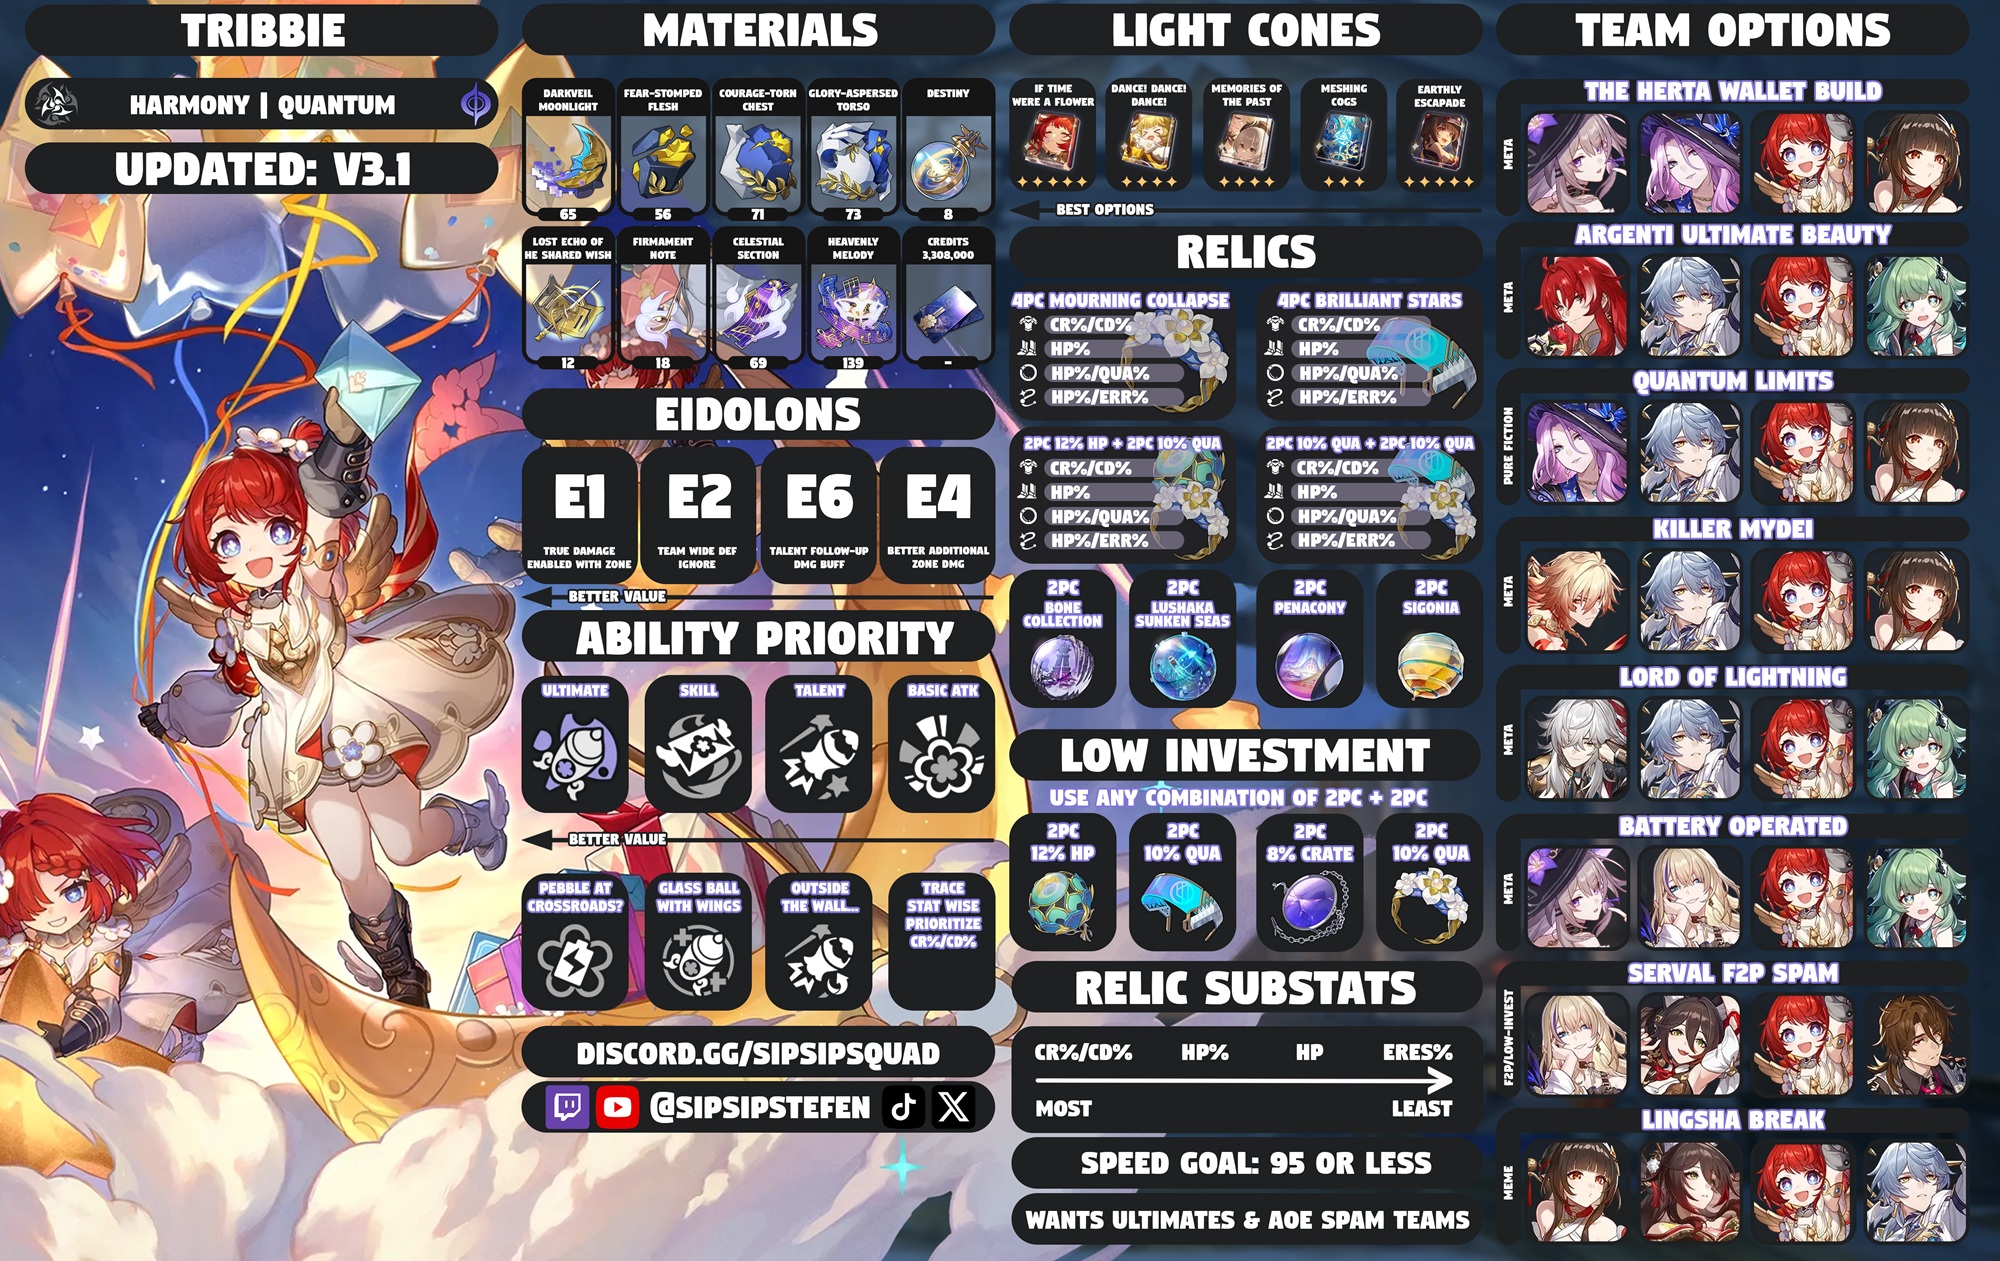 TRIBBIE
HARMONY | QUANTUM
UPDATED: V3.1
MATERIALS
DARKVEIL
MOONLIGHT
65
FEAR-STOMPED
FLESH
56
COURAGE-TORN
CHEST
71
GLORY-ASPERSED
TORSO
73
DESTINY
8
LOST ECHO OF
HE SHARED WISH
12
FIRMAMENT
NOTE
18
CELESTIAL
SECTION
69
HEAVENLY
MELODY
139
CREDITS
3,308,000
-
EIDOLONS
E1
TRUE DAMAGE
ENABLED WITH ZONE
E2
TEAM WIDE DEF
IGNORE
E6
TALENT FOLLOW-UP
DMG BUFF
E4
BETTER ADDITIONAL
ZONE DMG
BETTER VALUE
ABILITY PRIORITY
ULTIMATE
SKILL
TALENT
BASIC ATK
BETTER VALUE
PEBBLE AT
CROSSROADS?
GLASS BALL
WITH WINGS
OUTSIDE
THE WALL...
TRACE
STAT WISE
PRIORITIZE
CR%/CD%
DISCORD.GG/SIPSIPSQUAD
@SIPSIPSTEFEN
LIGHT CONES
IF TIME
WERE A FLOWER
DANCE! DANCE!
DANCE!
MEMORIES OF
THE PAST
MESHING
COGS
EARTHLY
ESCAPADE
BEST OPTIONS
RELICS
4PC MOURNING COLLAPSE
CR%/CD%
HP%
HP%/QUA%
HP%/ERR%
4PC BRILLIANT STARS
CR%/CD%
HP%
HP%/QUA%
HP%/ERR%
2PC 12% HP + 2PC 10% QUA
CR%/CD%
HP%
HP%/QUA%
HP%/ERR%
2PC 10% QUA + 2PC 10% QUA
CR%/CD%
HP%
HP%/QUA%
HP%/ERR%
2PC
BONE
COLLECTION
2PC
LUSHAKA
SUNKEN SEAS
2PC
PENACONY
2PC
SIGONIA
LOW INVESTMENT
USE ANY COMBINATION OF 2PC + 2PC
2PC
12% HP
2PC
10% QUA
2PC
8% CRATE
2PC
10% QUA
RELIC SUBSTATS
CR%/CD% HP% HP ERES%
MOST LEAST
SPEED GOAL: 95 OR LESS
WANTS ULTIMATES & AOE SPAM TEAMS
TEAM OPTIONS
THE HERTA WALLET BUILD
META
ARGENTI ULTIMATE BEAUTY
META
QUANTUM LIMITS
PURE FICTION
KILLER MYDEI
META
LORD OF LIGHTNING
META
BATTERY OPERATED
META
SERVAL F2P SPAM
F2P/LOW-INVEST
LINGSHA BREAK
MEME